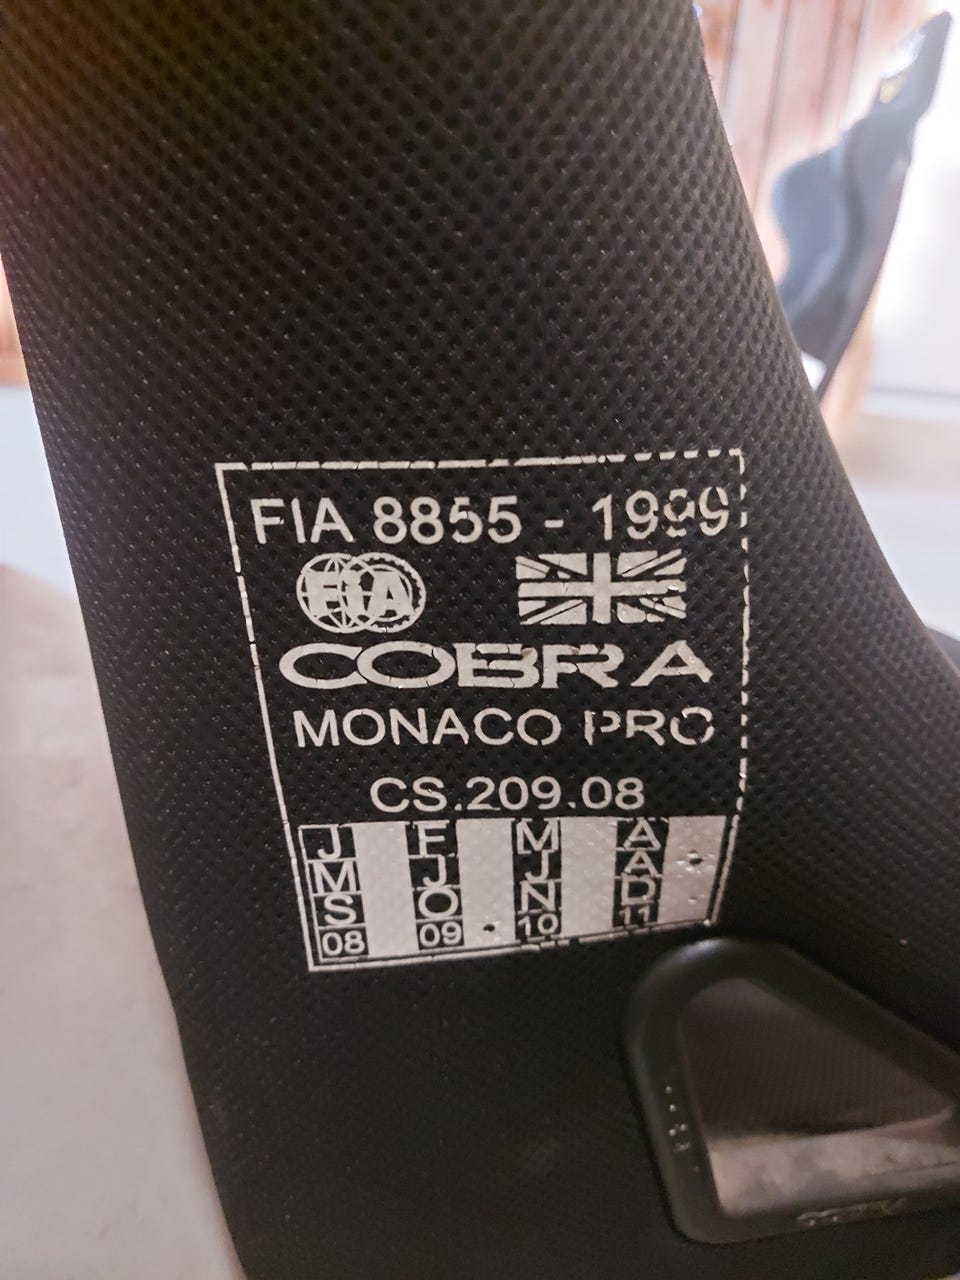 FIA 8855 - 1999
FiA
COBRA
MONACO PRO
CS.209.08
J F M A
M J J A
S O N D
08 09 10 11